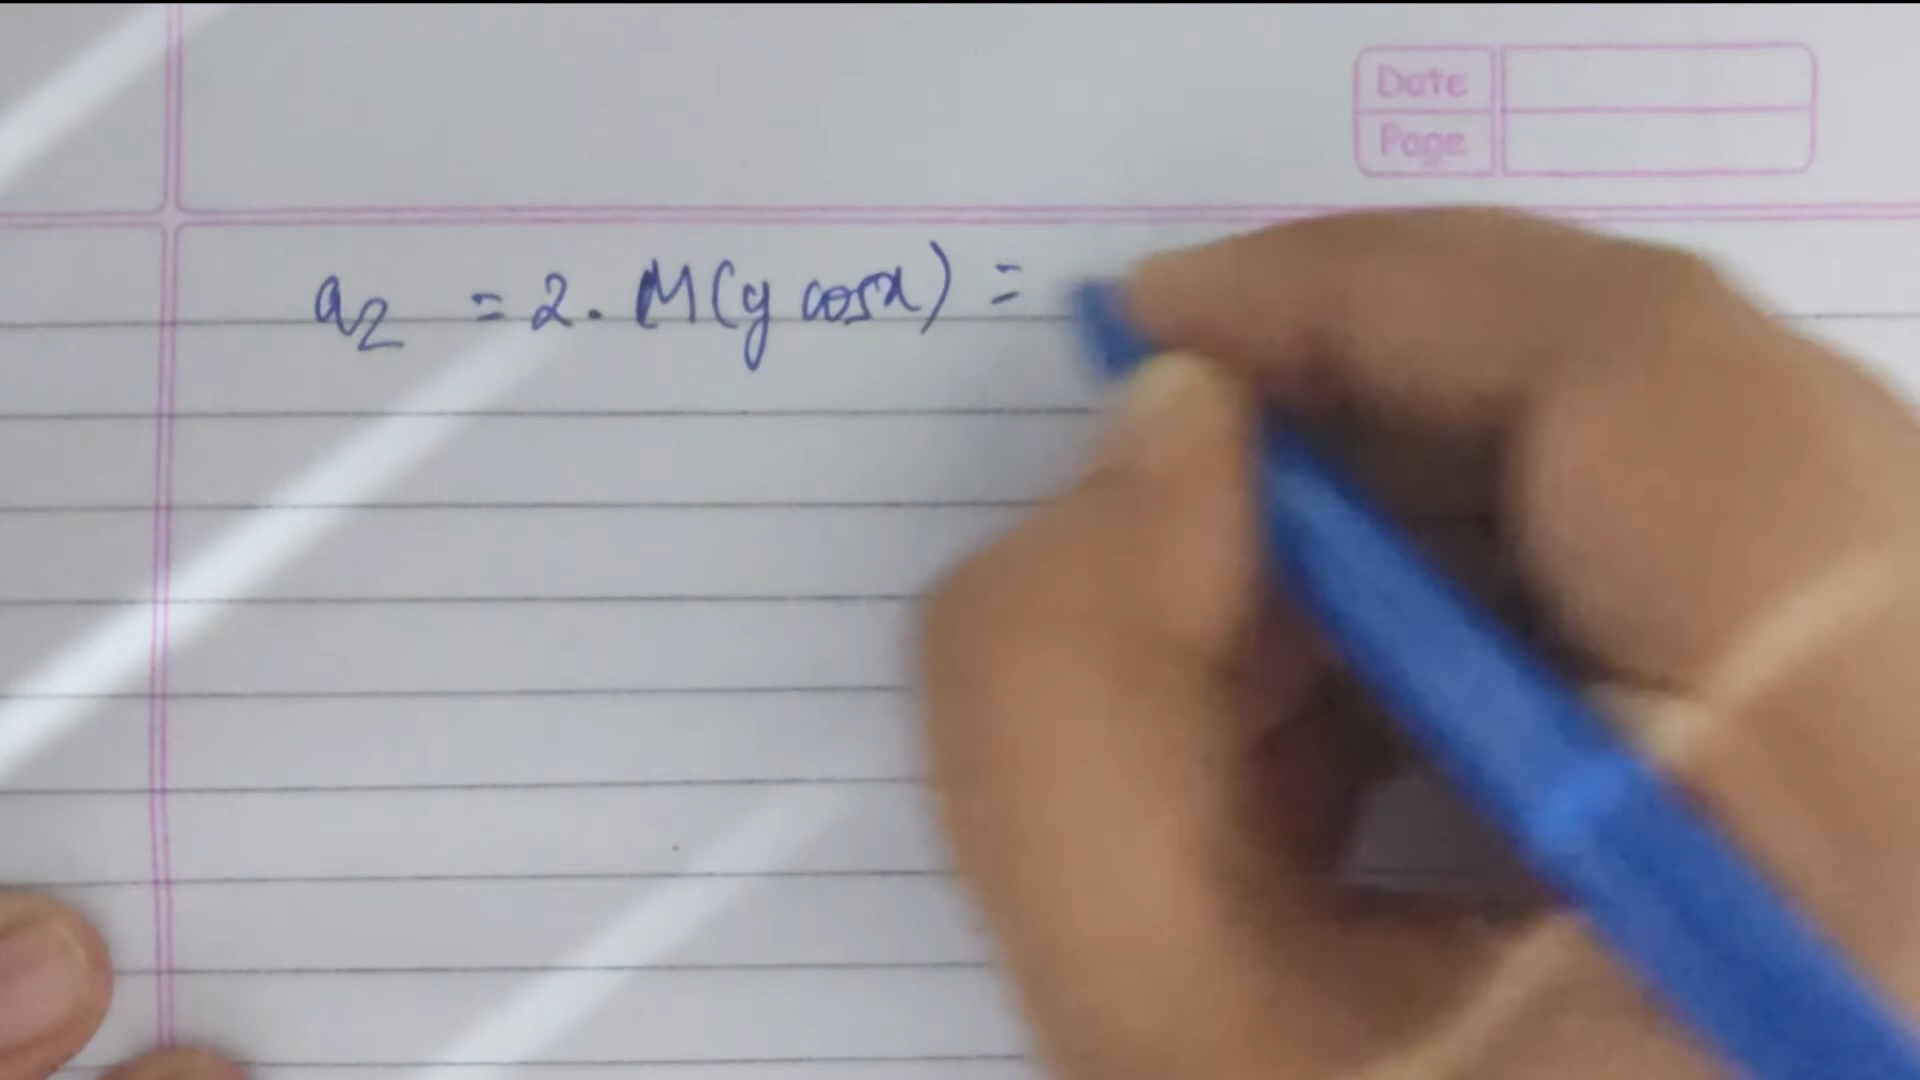 Date
Page
a₂ = 2. M(y cosx) =